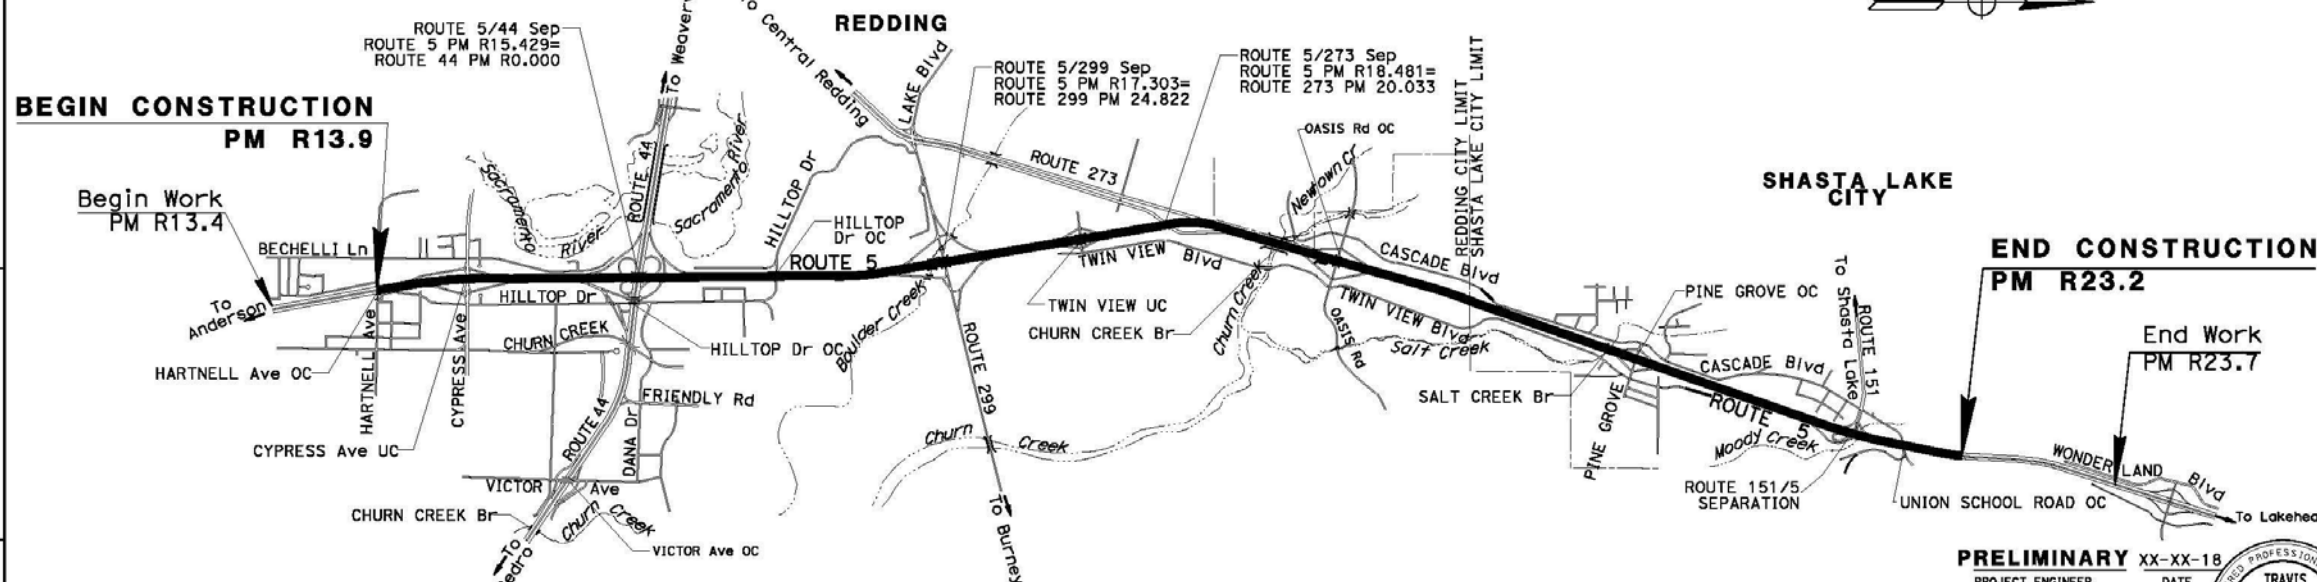 REDDING
ROUTE 5/44 Sep
ROUTE 5 PM R15.429=
ROUTE 44 PM R0.000
To Central Redding
LAKE Blvd
ROUTE 5/299 Sep
ROUTE 5 PM R17.303=
ROUTE 299 PM 24.822
ROUTE 5/273 Sep
ROUTE 5 PM R18.481=
ROUTE 273 PM 20.033
REDDING CITY LIMIT
SHASTA LAKE CITY LIMIT
BEGIN CONSTRUCTION
PM R13.9
Begin Work
PM R13.4
BECHELLI Ln
To
Anderson
Sacramento
River
ROUTE 44
Sacramento River
HILLTOP Dr
HILLTOP
Dr OC
ROUTE 5
ROUTE 273
OASIS Rd OC
Newtown Cr
SHASTA LAKE
CITY
END CONSTRUCTION
PM R23.2
End Work
PM R23.7
TWIN VIEW Blvd
CASCADE Blvd
TWIN VIEW UC
CHURN CREEK Br
Churn Creek
TWIN VIEW Blvd
OASIS Rd
Salt Creek
PINE GROVE OC
To Shasta Lake
ROUTE 151
HILLTOP Dr
CHURN CREEK
HILLTOP Dr OC
Boulder Creek
HARTNELL Ave OC
HARTNELL Ave
CYPRESS Ave
CYPRESS Ave UC
FRIENDLY Rd
ROUTE 44
DANA Dr
ROUTE 299
SALT CREEK Br
PINE GROVE
CASCADE Blvd
ROUTE 5
Moody Creek
Churn Creek
VICTOR Ave
CHURN CREEK Br
Churn Creek
VICTOR Ave OC
To Burney
ROUTE 151/5
SEPARATION
UNION SCHOOL ROAD OC
WONDER LAND Blvd
PRELIMINARY XX-XX-18
PROJECT ENGINEER DATE
TRAVIS